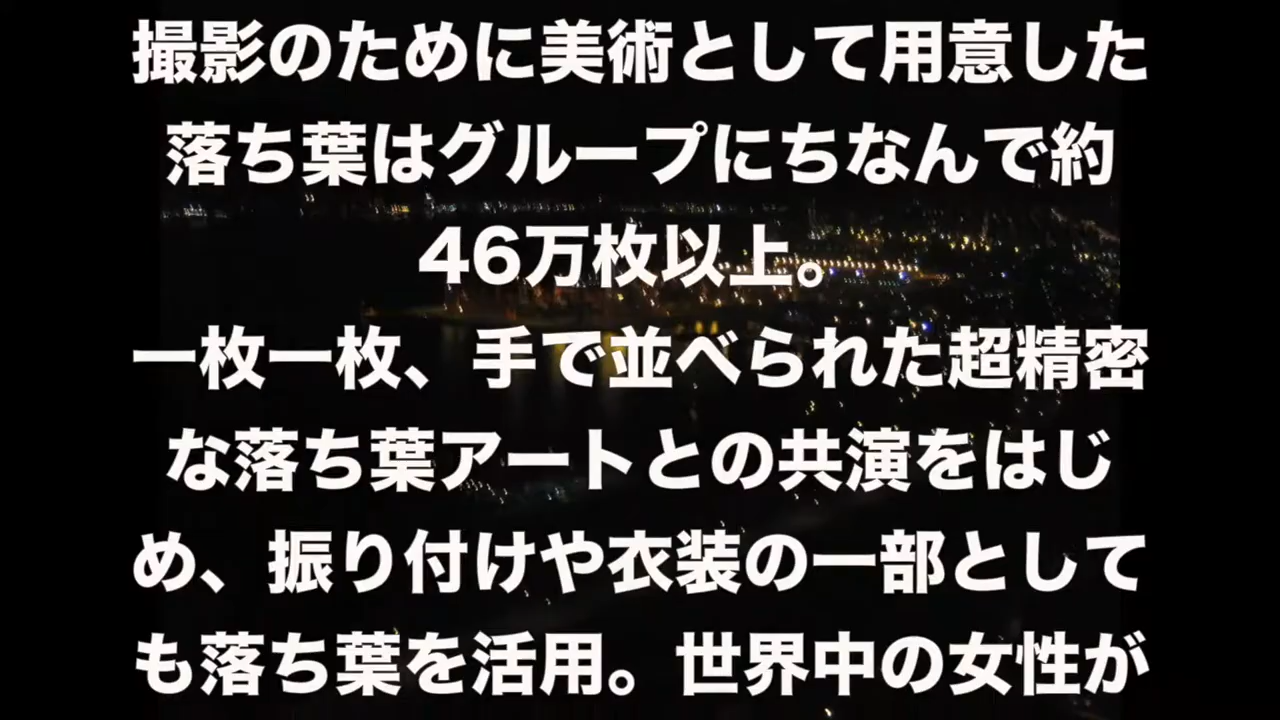 撮影のために美術として用意した
落ち葉はグループにちなんで約
46万枚以上。
一枚一枚、手で並べられた超精密
な落ち葉アートとの共演をはじ
め、振り付けや衣装の一部として
も落ち葉を活用。世界中の女性が